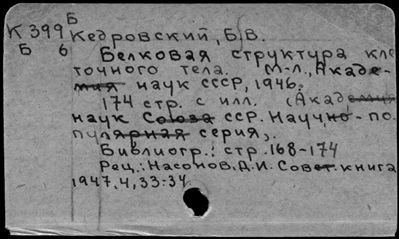 Б
К 399 Кедровский, Б.В.
Б 6 Белковая структура кле
точного тела. М-Л., Акаде-
мия наук СССР, 1946.
174 стр. с илл. (Академия
наук Союза ССР. Научно-по-
пулярная серия).
Библиогр.: стр. 168-174
Рец.: Насонов. Д.И. Совет. книга
1947, 4, 33-34